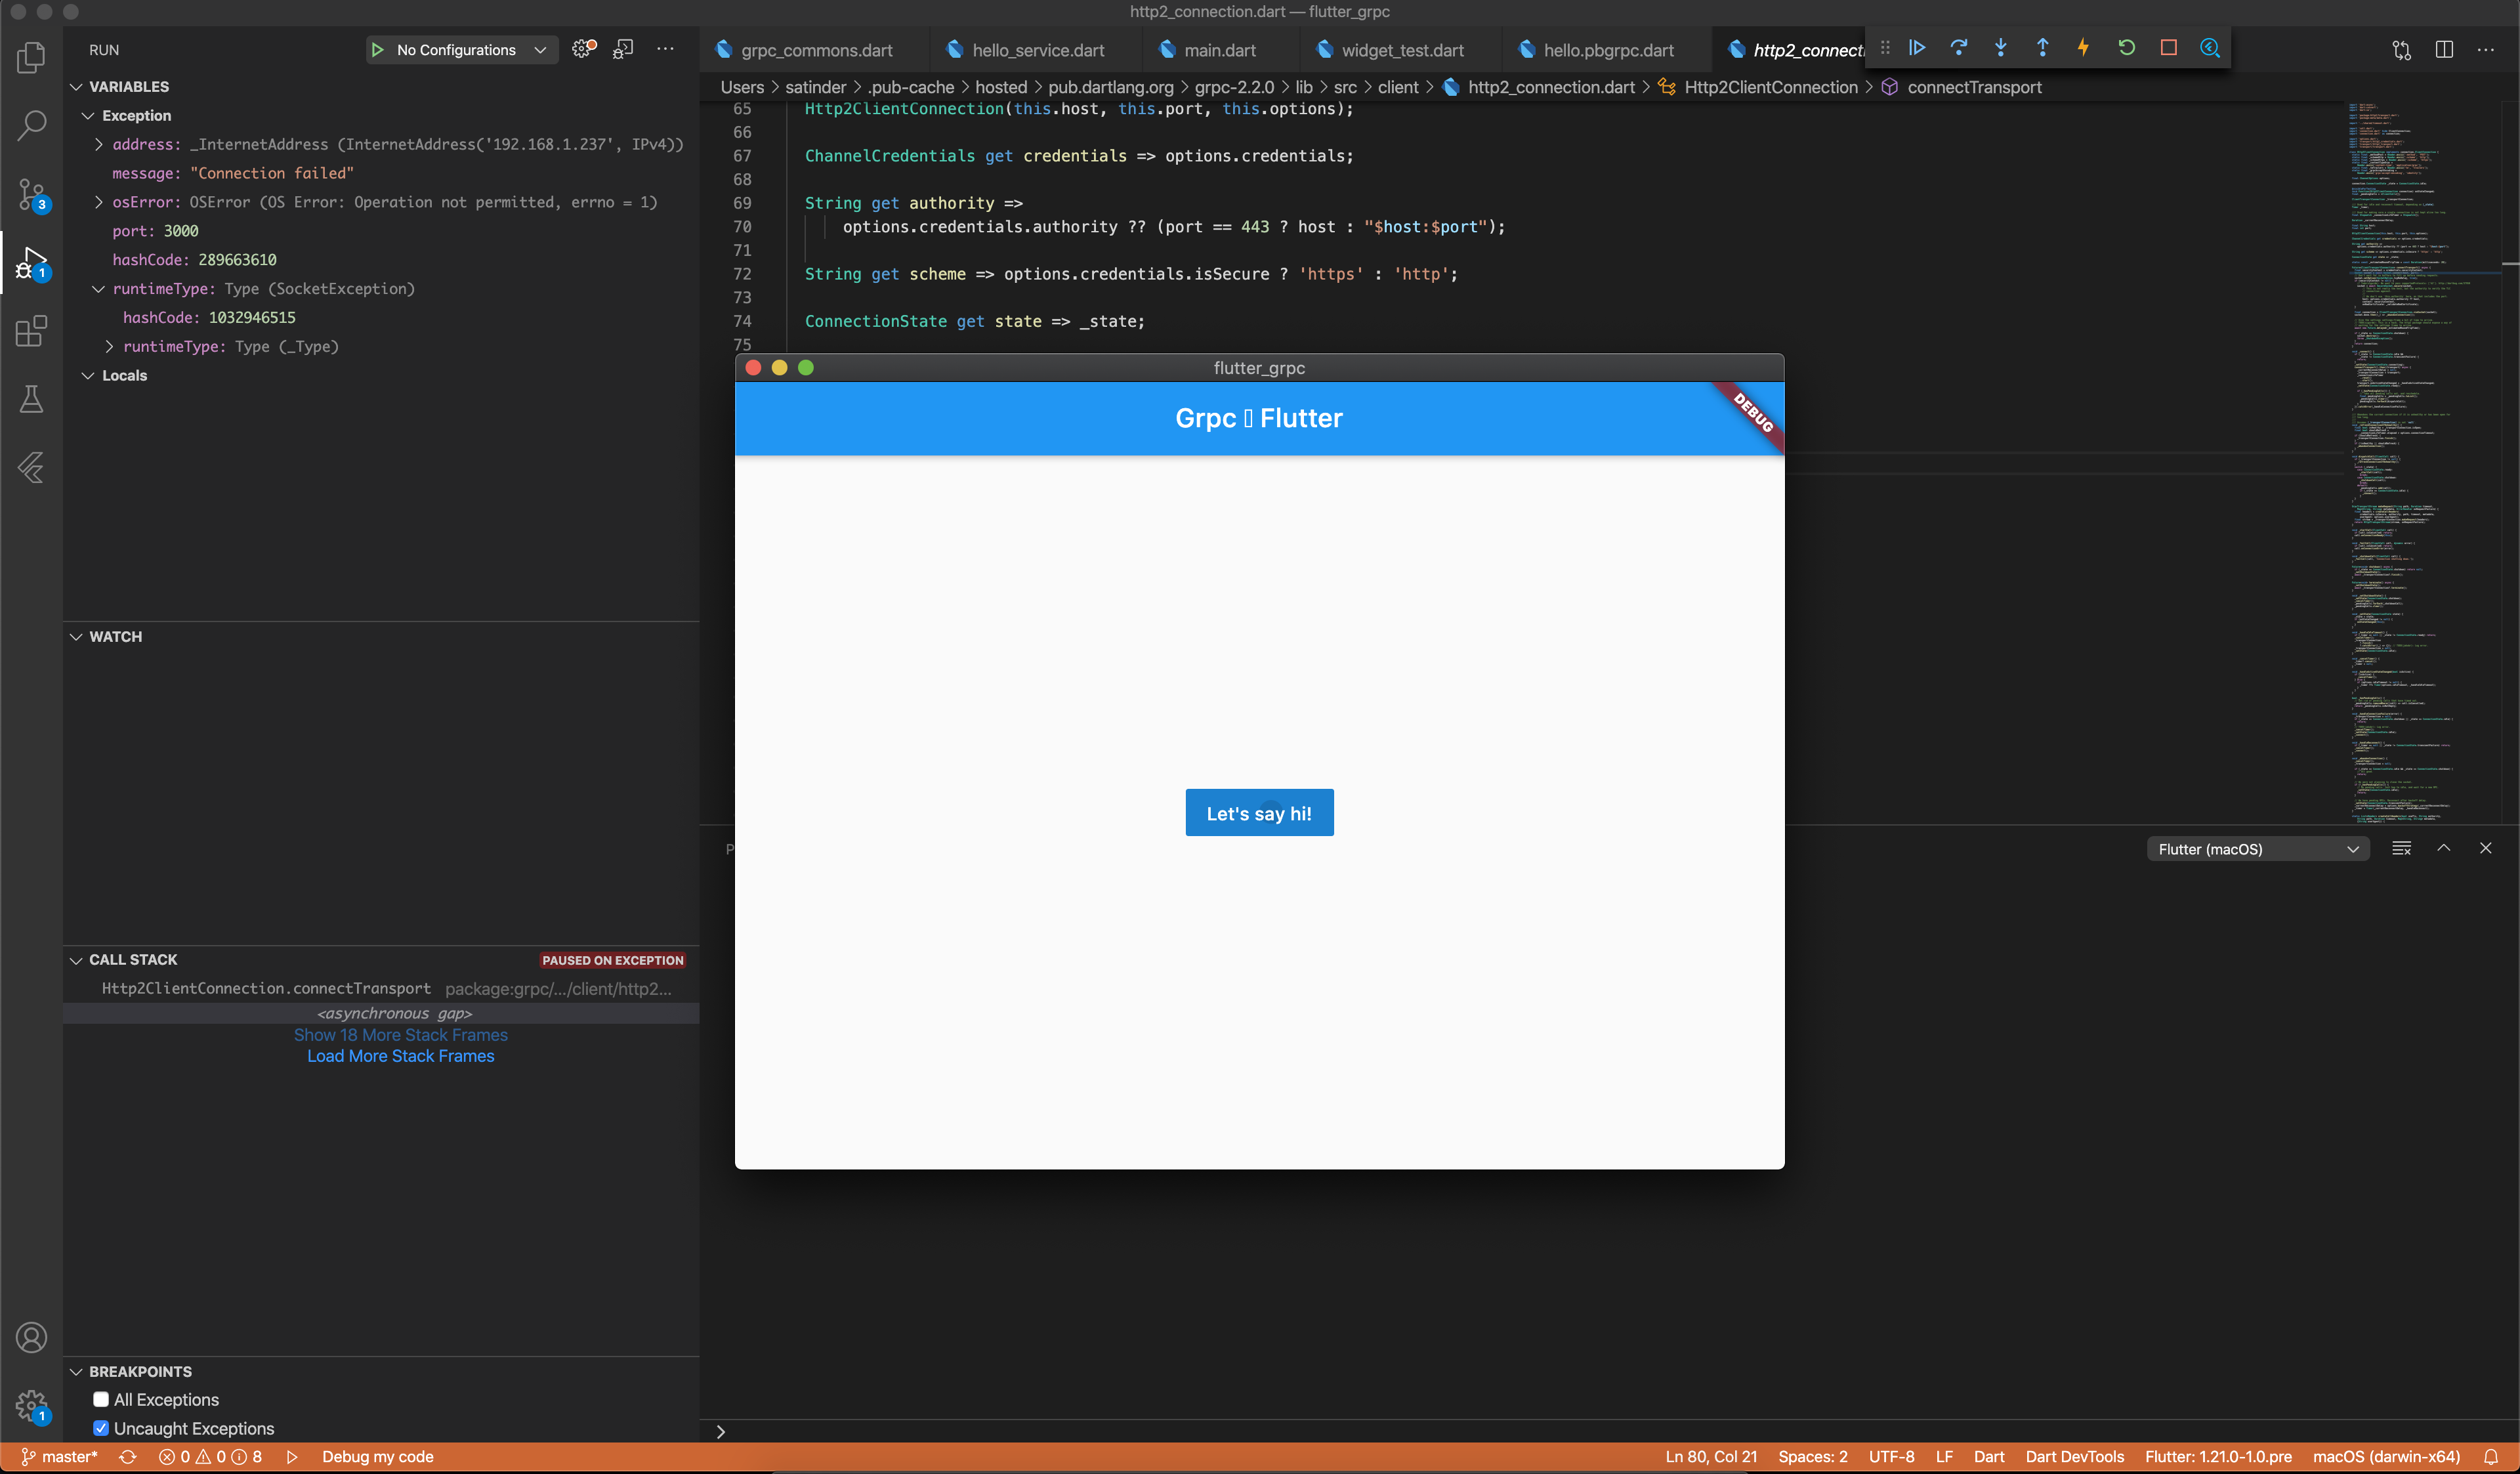 http2_connection.dart — flutter_grpc
RUN
No Configurations
grpc_commons.dart
hello_service.dart
main.dart
widget_test.dart
hello.pbgrpc.dart
http2_connecti
Users > satinder > .pub-cache > hosted > pub.dartlang.org > grpc-2.2.0 > lib > src > client > http2_connection.dart > Http2ClientConnection > connectTransport
VARIABLES
Exception
address: _InternetAddress (InternetAddress('192.168.1.237', IPv4))
message: "Connection failed"
osError: OSError (OS Error: Operation not permitted, errno = 1)
port: 3000
hashCode: 289663610
runtimeType: Type (SocketException)
hashCode: 1032946515
runtimeType: Type (_Type)
Locals
3
1
65 Http2ClientConnection(this.host, this.port, this.options);
66
67 ChannelCredentials get credentials => options.credentials;
68
69 String get authority =>
70 options.credentials.authority ?? (port == 443 ? host : "$host:$port");
71
72 String get scheme => options.credentials.isSecure ? 'https' : 'http';
73
74 ConnectionState get state => _state;
75
flutter_grpc
Grpc Flutter
DEBUG
Let's say hi!
WATCH
P
Flutter (macOS)
CALL STACK
PAUSED ON EXCEPTION
Http2ClientConnection.connectTransport package:grpc/.../client/http2...
<asynchronous gap>
Show 18 More Stack Frames
Load More Stack Frames
BREAKPOINTS
All Exceptions
Uncaught Exceptions
1
master* 0 0 8 Debug my code
Ln 80, Col 21 Spaces: 2 UTF-8 LF Dart Dart DevTools Flutter: 1.21.0-1.0.pre macOS (darwin-x64)